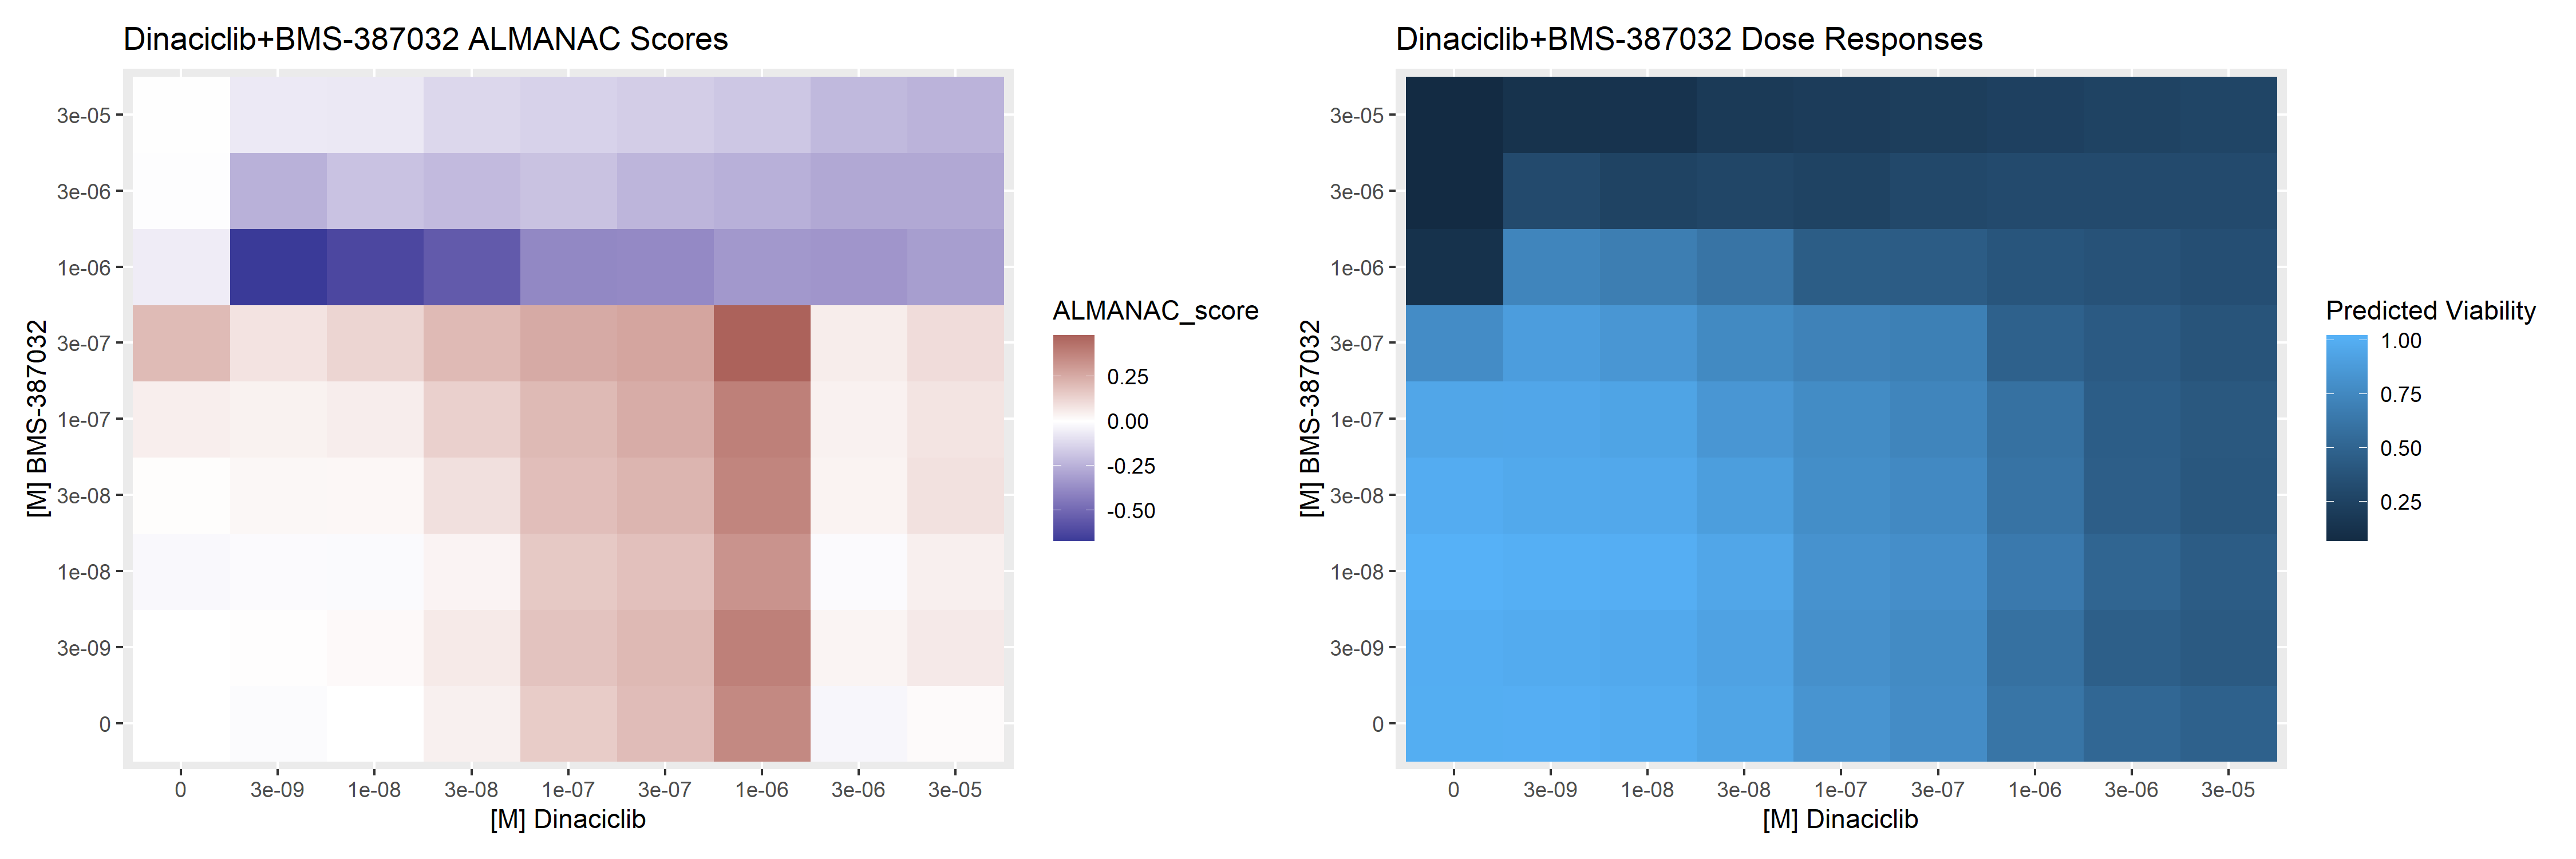 Dinaciclib+BMS-387032 ALMANAC Scores
[M] BMS-387032
3e-05
3e-06
1e-06
3e-07
1e-07
3e-08
1e-08
3e-09
0
0 3e-09 1e-08 3e-08 1e-07 3e-07 1e-06 3e-06 3e-05
[M] Dinaciclib
ALMANAC_score
0.25
0.00
-0.25
-0.50
Dinaciclib+BMS-387032 Dose Responses
[M] BMS-387032
3e-05
3e-06
1e-06
3e-07
1e-07
3e-08
1e-08
3e-09
0
0 3e-09 1e-08 3e-08 1e-07 3e-07 1e-06 3e-06 3e-05
[M] Dinaciclib
Predicted Viability
1.00
0.75
0.50
0.25